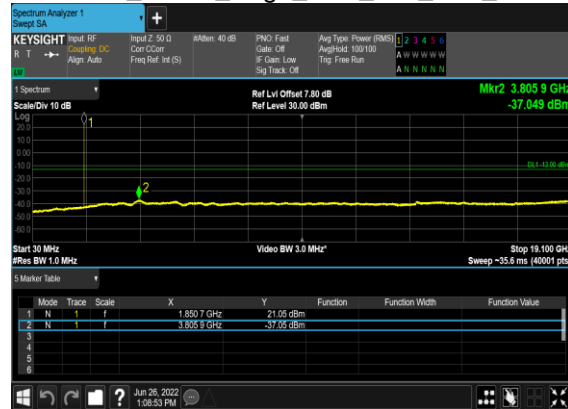 Spectrum Analyzer 1
Swept SA
+
KEYSIGHT Input: RF Input Z: 50 Ω #Atten: 40 dB PNO: Fast Avg Type: Power (RMS) 1 2 3 4 5 6
R T Coupling: DC Corr CCorr Gate: Off Avg|Hold: 100/100 A W W W W W
Align: Auto Freq Ref: Int (S) IF Gain: Low Trig: Free Run
Sig Track: Off A N N N N N
LW
1 Spectrum Ref Lvl Offset 7.80 dB Mkr2 3.805 9 GHz
Scale/Div 10 dB Ref Level 30.00 dBm -37.049 dBm
Log
20.0 1
10.0
0.00
-10.0 DL1 -13.00 dBm
-20.0
-30.0 2
-40.0
-50.0
-60.0
Start 30 MHz Video BW 3.0 MHz* Stop 19.100 GHz
#Res BW 1.0 MHz Sweep ~35.6 ms (40001 pts)
5 Marker Table
Mode Trace Scale X Y Function Function Width Function Value
1 N 1 f 1.850 7 GHz 21.05 dBm
2 N 1 f 3.805 9 GHz -37.05 dBm
3
4
5
6
? Jun 26, 2022
1:08:53 PM